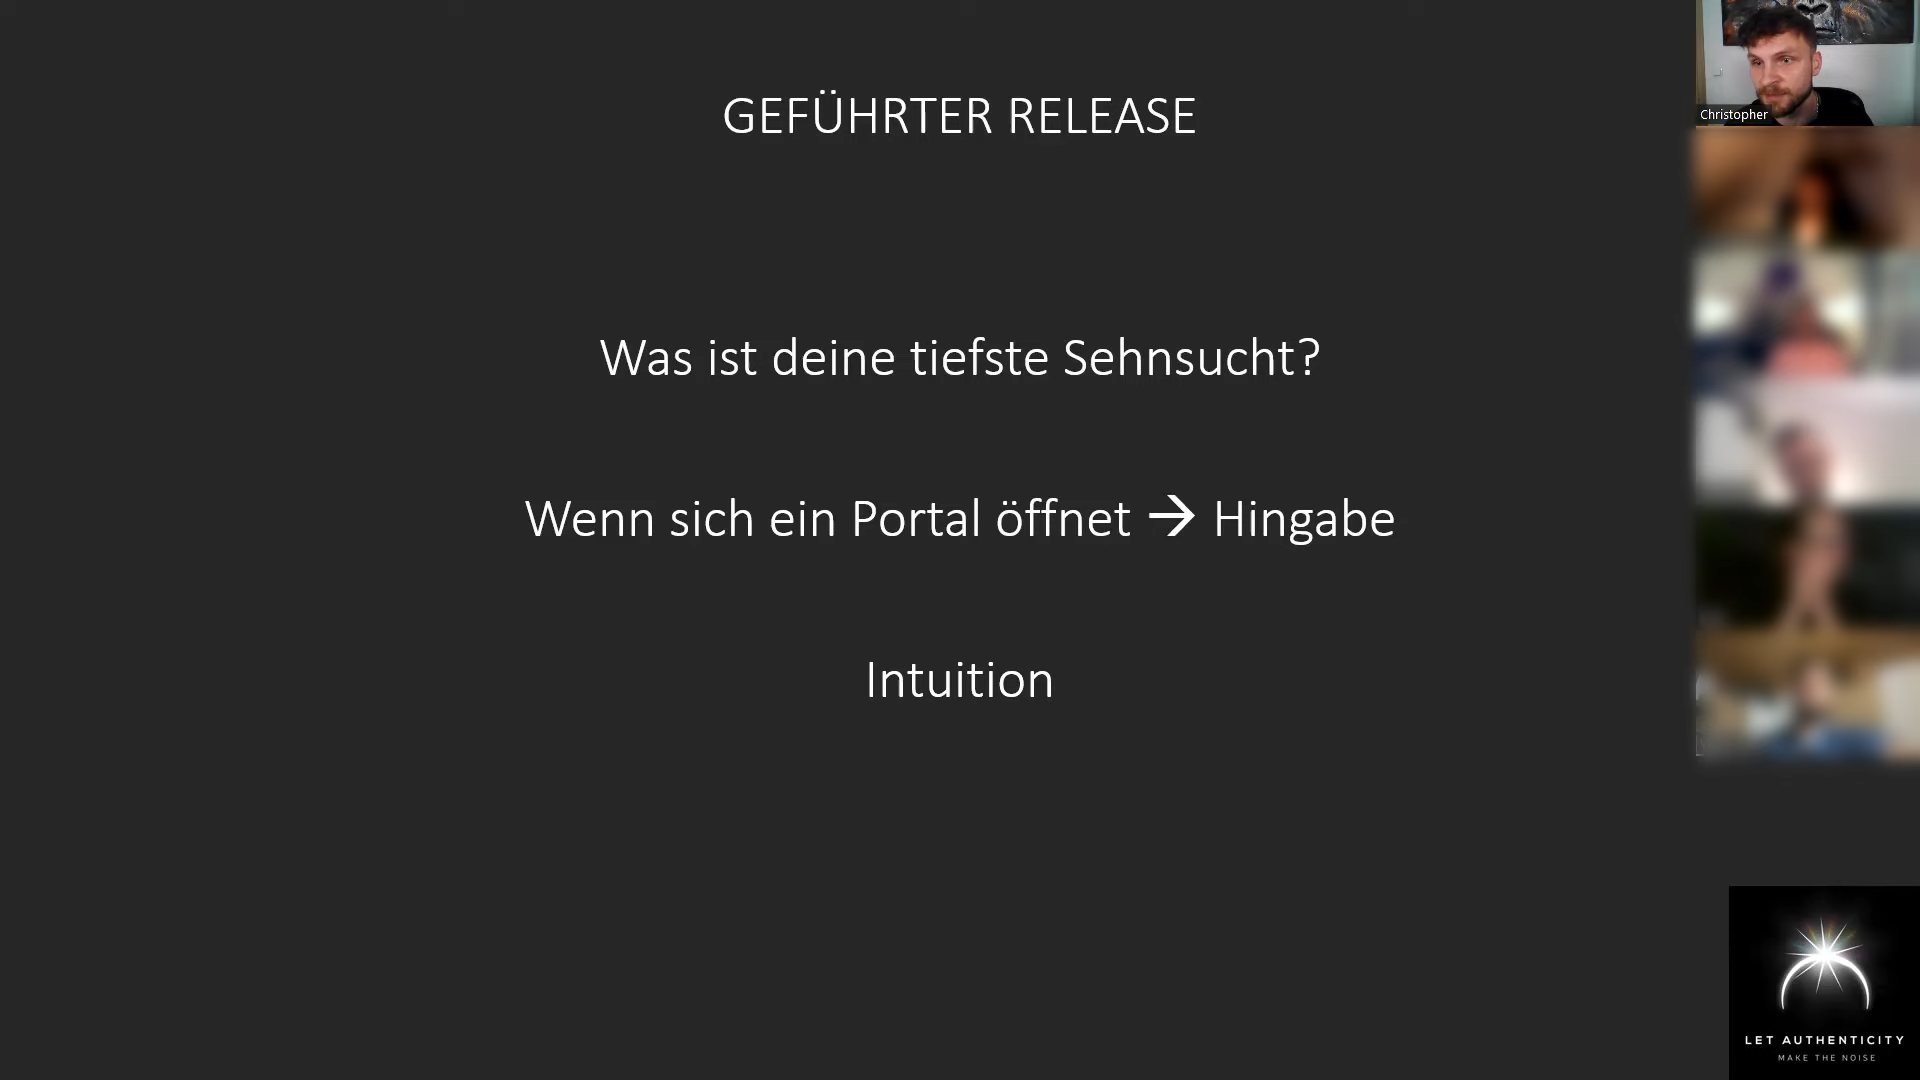 GEFÜHRTER RELEASE
Was ist deine tiefste Sehnsucht?
Wenn sich ein Portal öffnet → Hingabe
Intuition
Christopher
LET AUTHENTICITY
MAKE THE NOISE